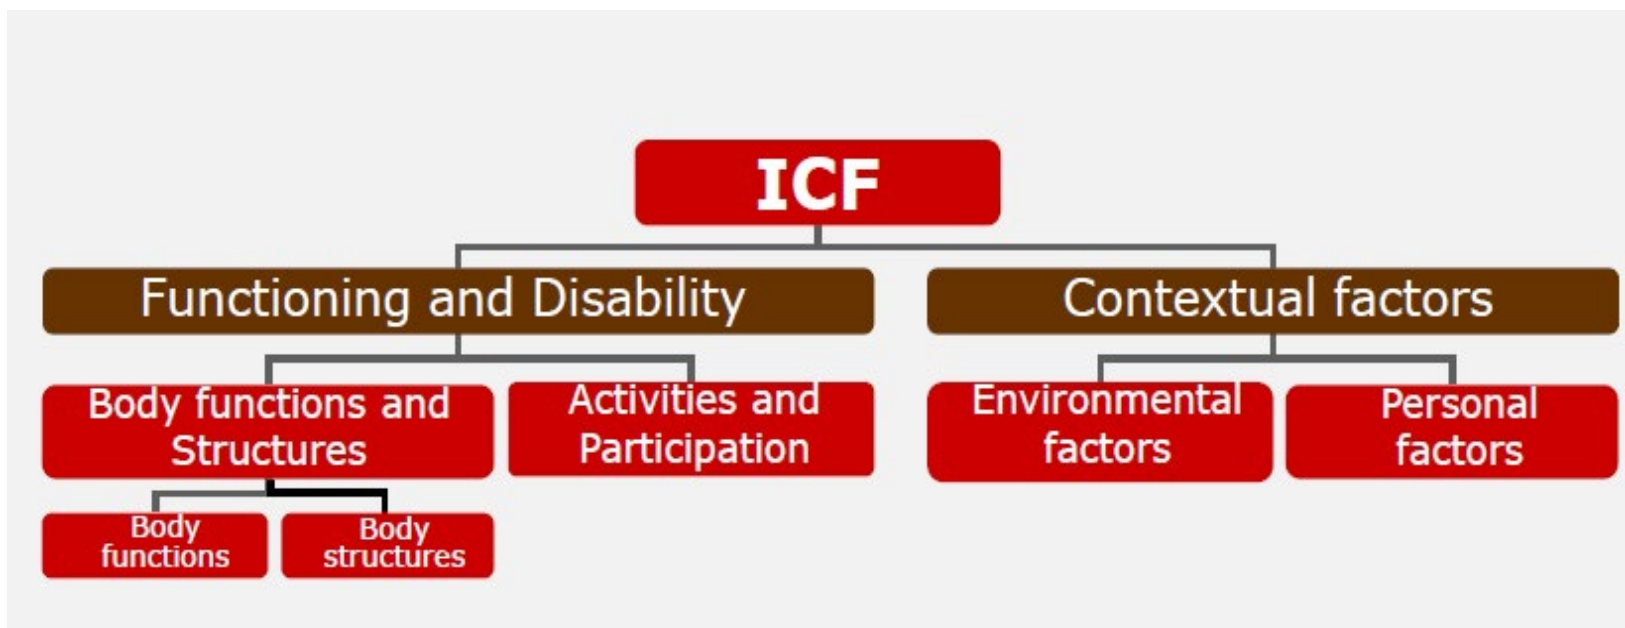 ICF
Functioning and Disability
Contextual factors
Body functions and
Structures
Activities and
Participation
Environmental
factors
Personal
factors
Body
functions
Body
structures